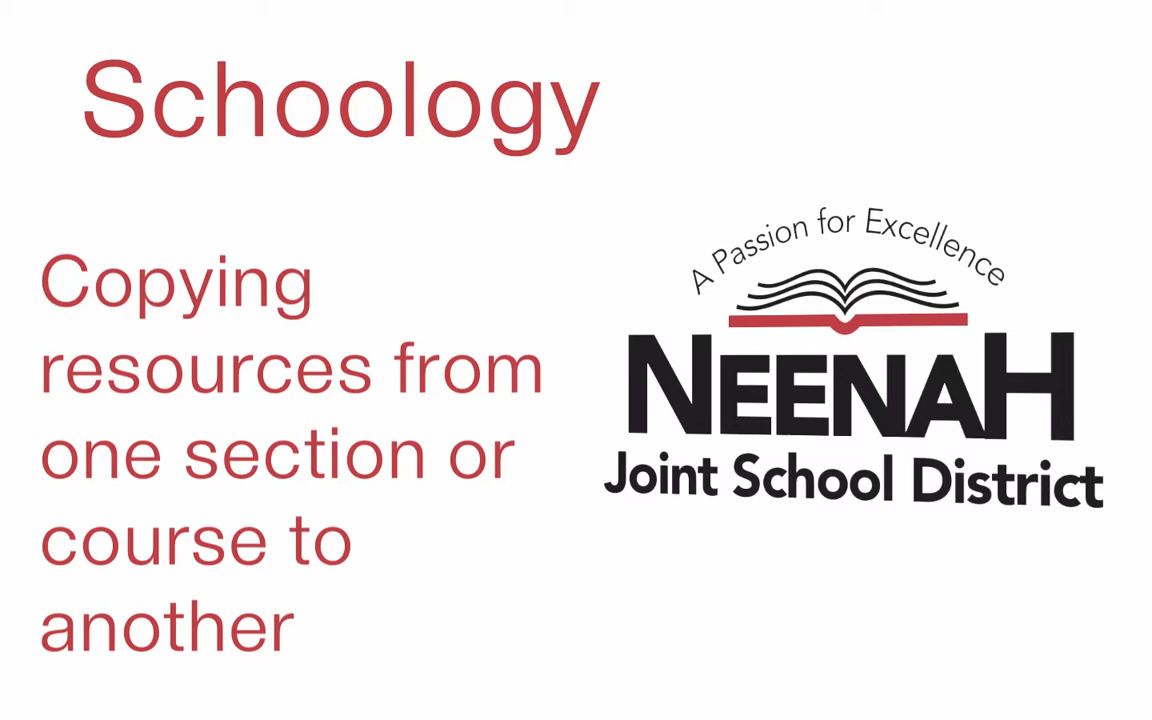 Schoology
Copying
resources from
one section or
course to
another
A Passion for Excellence
NEENAH
Joint School District